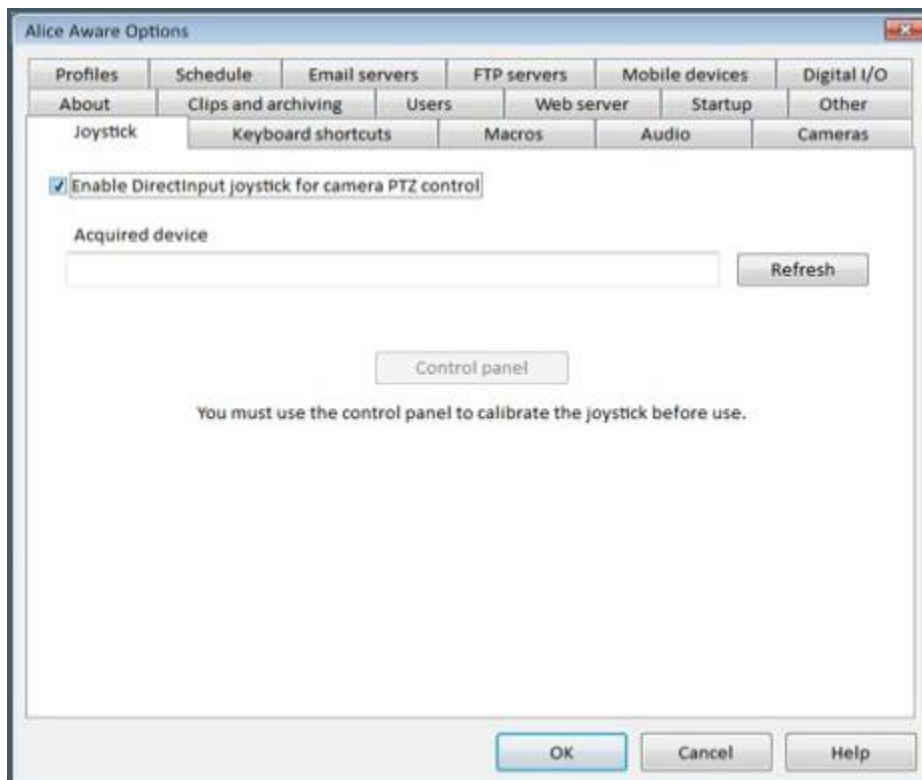 Alice Aware Options
Profiles Schedule Email servers FTP servers Mobile devices Digital I/O
About Clips and archiving Users Web server Startup Other
Joystick Keyboard shortcuts Macros Audio Cameras
Enable DirectInput joystick for camera PTZ control
Acquired device
Refresh
Control panel
You must use the control panel to calibrate the joystick before use.
OK Cancel Help